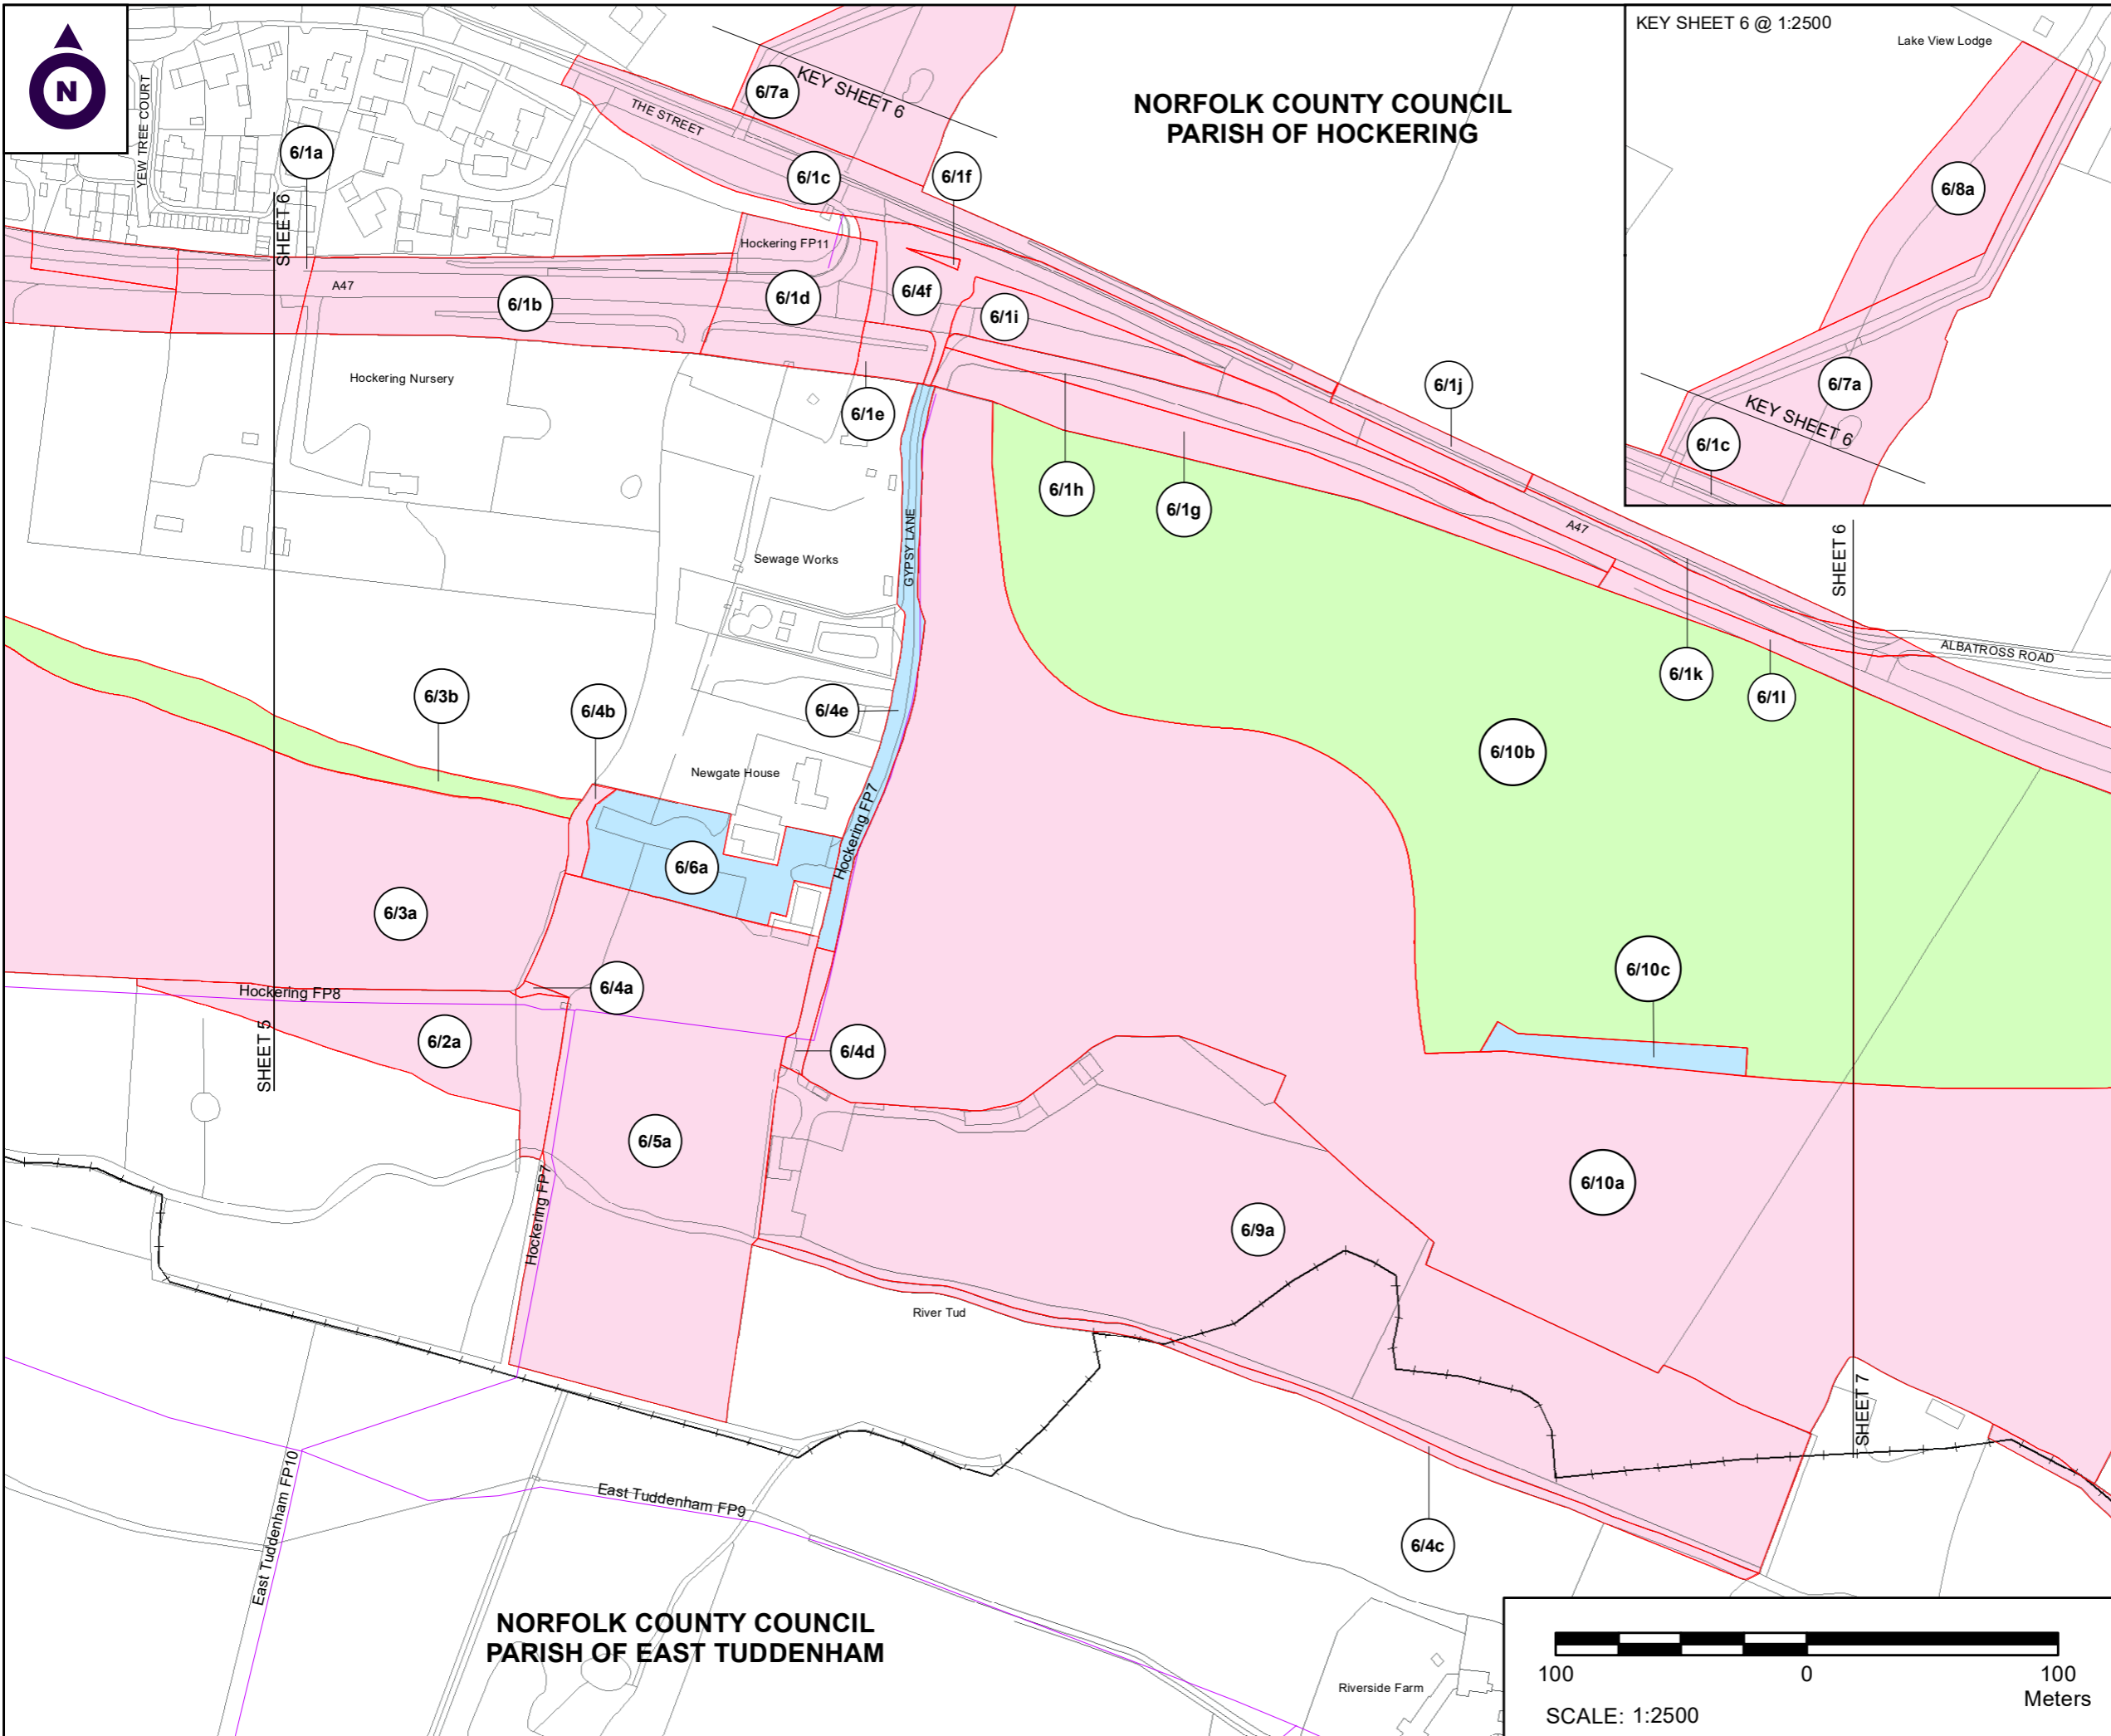 N
YEW TREE COURT
6/1a
SHEET 6
THE STREET
6/7a
KEY SHEET 6
6/1c
6/1f
NORFOLK COUNTY COUNCIL
PARISH OF HOCKERING
KEY SHEET 6 @ 1:2500
Lake View Lodge
6/8a
6/7a
KEY SHEET 6
6/1c
Hockering FP11
A47
6/1b
6/1d
6/4f
6/1i
6/1j
Hockering Nursery
6/1e
6/1h
6/1g
A47
SHEET 6
GYPSY LANE
Sewage Works
ALBATROSS ROAD
6/1k
6/1l
6/3b
6/4b
6/4e
6/10b
Newgate House
Hockering FP7
6/6a
6/3a
6/10c
6/4a
Hockering FP8
SHEET 5
6/2a
6/4d
6/5a
6/10a
Hockering FP7
6/9a
River Tud
SHEET 7
East Tuddenham FP10
East Tuddenham FP9
6/4c
NORFOLK COUNTY COUNCIL
PARISH OF EAST TUDDENHAM
Riverside Farm
100 0 100
Meters
SCALE: 1:2500